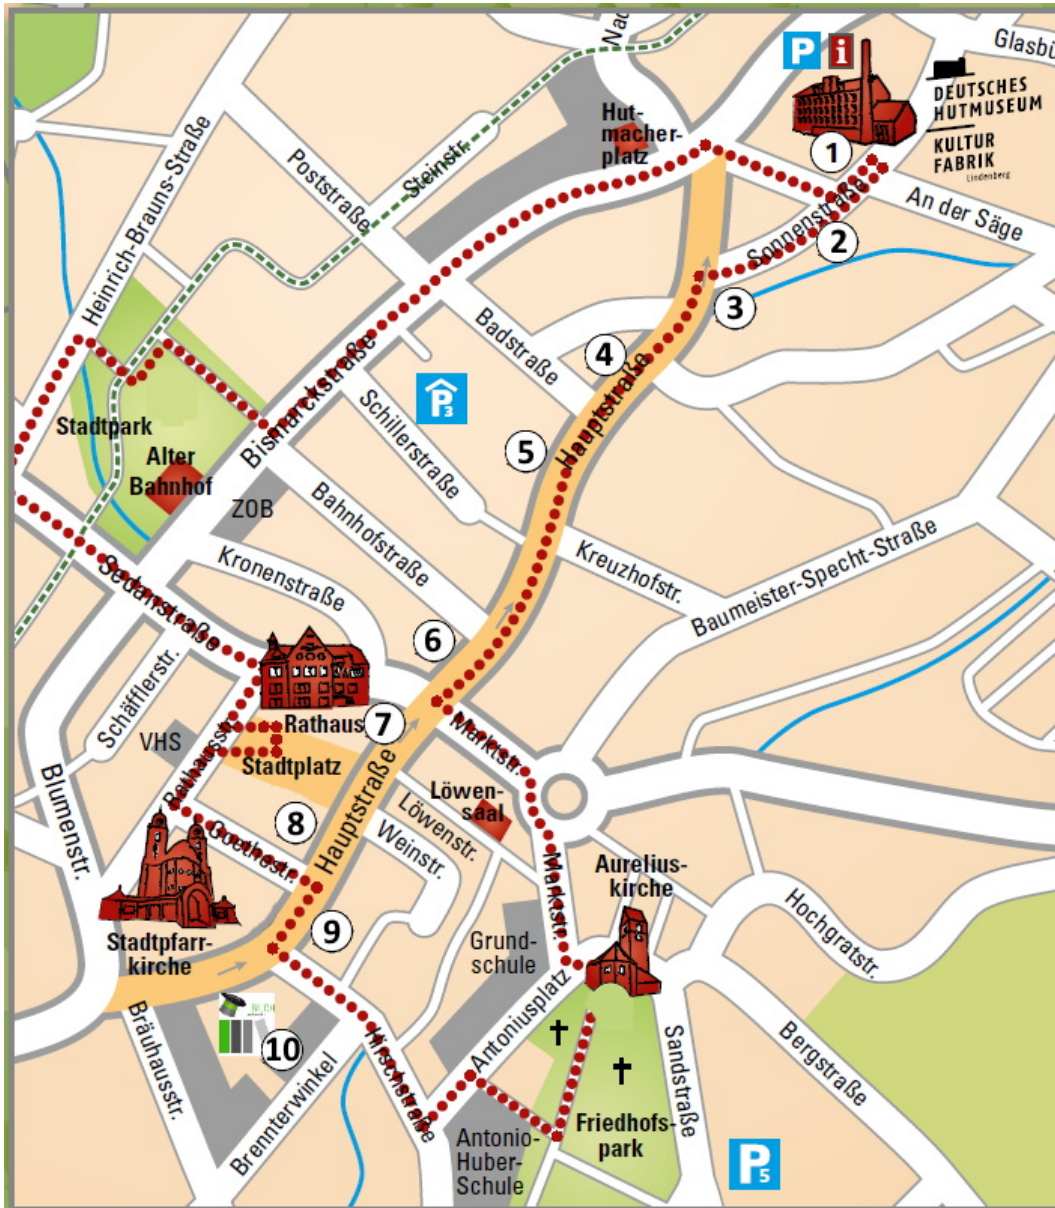 Nac
Glasbü
P
i
DEUTSCHES
HUTMUSEUM
KULTUR
FABRIK
Lindenberg
Hut-
macher-
platz
1
Heinrich-Brauns-Straße
Poststraße
Steinstr.
An der Säge
Sonnenstraße
2
3
Badstraße
4
Hauptstraße
Bismarckstraße
P3
Schillerstraße
5
Stadtpark
Alter
Bahnhof
ZOB
Bahnhofstraße
Kronenstraße
Kreuzhofstr.
Baumeister-Specht-Straße
Sedanstraße
6
Schäfflerstr.
Rathaus
7
VHS
Stadtplatz
Rathausstr.
Marktstr.
Blumenstr.
Hauptstraße
Löwen-
saal
Löwenstr.
8
Weinstr.
Goethestr.
Marktstr.
Aurelius-
kirche
Hochgratstr.
Stadtpfarr-
kirche
9
Grund-
schule
Antoniusplatz
10
Bräuhausstr.
Hirschstraße
Brennterwinkel
Sandstraße
Bergstraße
Friedhofs-
park
Antonio-
Huber-
Schule
P5